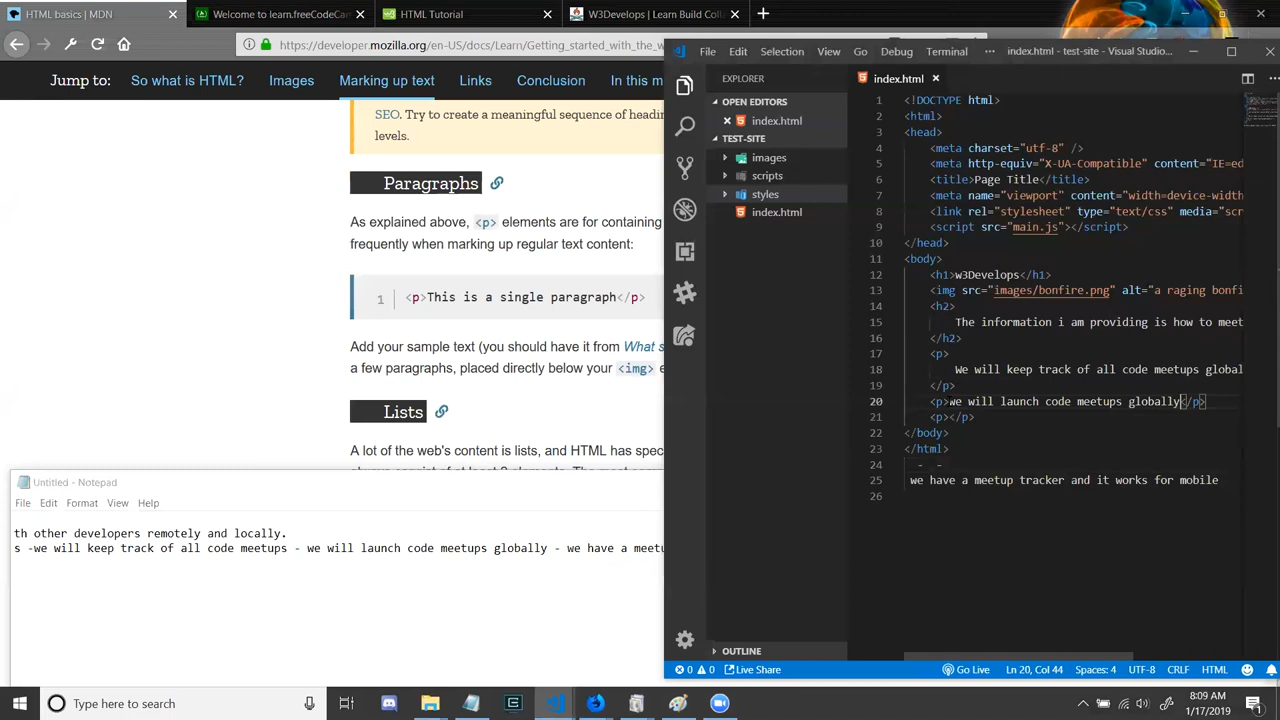 HTML basics | MDN
Welcome to learn.freeCodeCam
HTML Tutorial
W3Develops | Learn Build Colla
https://developer.mozilla.org/en-US/docs/Learn/Getting_started_with_the_w
Jump to: So what is HTML? Images Marking up text Links Conclusion In this m
SEO. Try to create a meaningful sequence of headin
levels.
Paragraphs
As explained above, <p> elements are for containing
frequently when marking up regular text content:
1 <p>This is a single paragraph</p>
Add your sample text (you should have it from What s
a few paragraphs, placed directly below your <img> e
Lists
A lot of the web's content is lists, and HTML has spec
Untitled - Notepad
File Edit Format View Help
th other developers remotely and locally.
s -we will keep track of all code meetups - we will launch code meetups globally - we have a meetu
File Edit Selection View Go Debug Terminal ... index.html - test-site - Visual Studio...
EXPLORER
OPEN EDITORS
index.html
TEST-SITE
images
scripts
styles
index.html
OUTLINE
index.html
1 <!DOCTYPE html>
2 <html>
3 <head>
4 <meta charset="utf-8" />
5 <meta http-equiv="X-UA-Compatible" content="IE=ed
6 <title>Page Title</title>
7 <meta name="viewport" content="width=device-width
8 <link rel="stylesheet" type="text/css" media="scr
9 <script src="main.js"></script>
10 </head>
11 <body>
12 <h1>w3Develops</h1>
13 <img src="images/bonfire.png" alt="a raging bonfi
14 <h2>
15 The information i am providing is how to meet
16 </h2>
17 <p>
18 We will keep track of all code meetups global
19 </p>
20 <p>we will launch code meetups globally</p>
21 <p></p>
22 </body>
23 </html>
24 - -
25 we have a meetup tracker and it works for mobile
26
0 0 Live Share Go Live Ln 20, Col 44 Spaces: 4 UTF-8 CRLF HTML
Type here to search
8:09 AM
1/17/2019